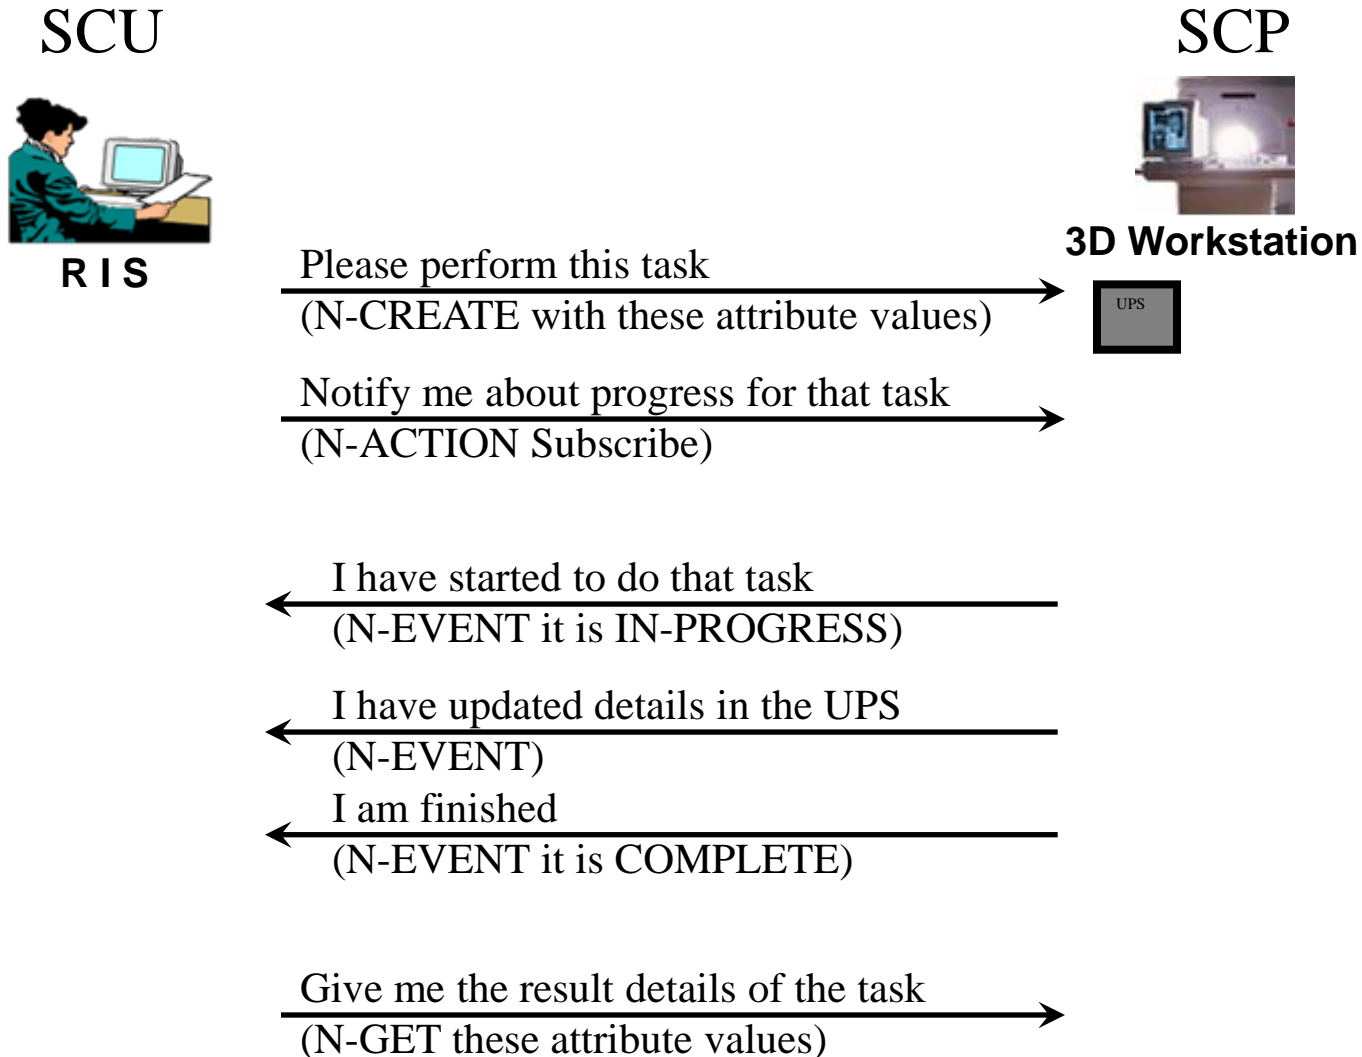 SCU
SCP
R I S
3D Workstation
Please perform this task
(N-CREATE with these attribute values)
UPS
Notify me about progress for that task
(N-ACTION Subscribe)
I have started to do that task
(N-EVENT it is IN-PROGRESS)
I have updated details in the UPS
(N-EVENT)
I am finished
(N-EVENT it is COMPLETE)
Give me the result details of the task
(N-GET these attribute values)